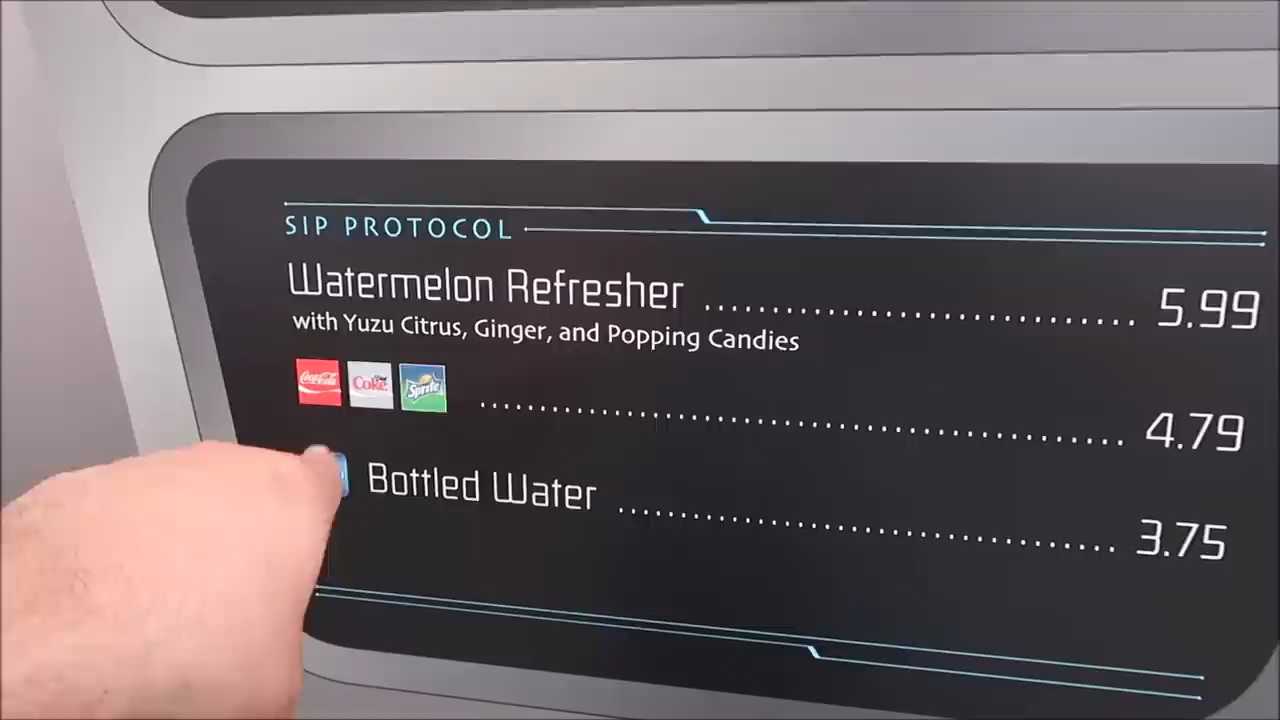 SIP PROTOCOL
Watermelon Refresher ........................................ 5.99
with Yuzu Citrus, Ginger, and Popping Candies
Coca-Cola Diet Coke Sprite ........................................ 4.79
Bottled Water ........................................ 3.75